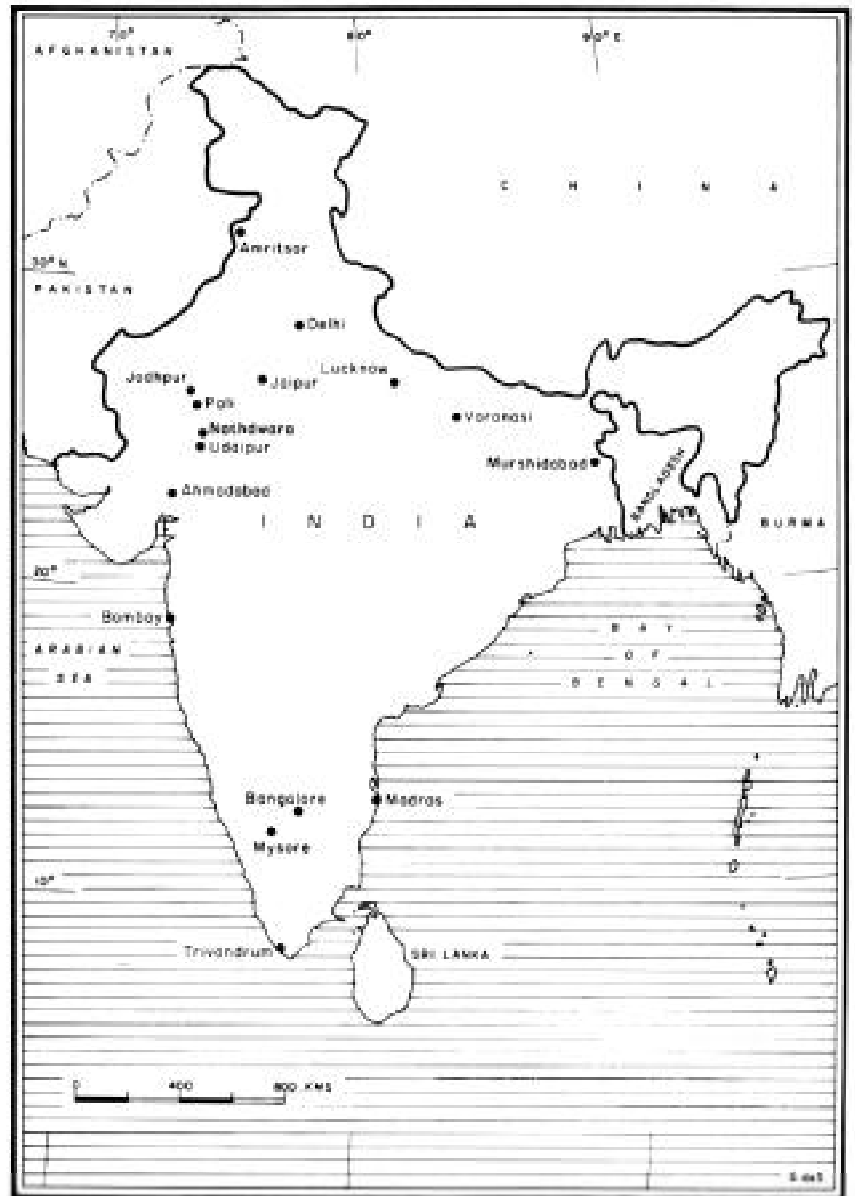 70° 80° 90° E
AFGHANISTAN
CHINA
Amritsar
30° N
PAKISTAN
Delhi
Lucknow
Jodhpur
Jaipur
Pali
Varanasi
Nathdwara
Udaipur
Murshidabad
BANGLADESH
Ahmadabad
INDIA
BURMA
20°
Bombay
BAY
OF
BENGAL
ARABIAN
SEA
Bangalore
Madras
Mysore
10°
Trivandrum
SRI LANKA
0 400 800 KMS